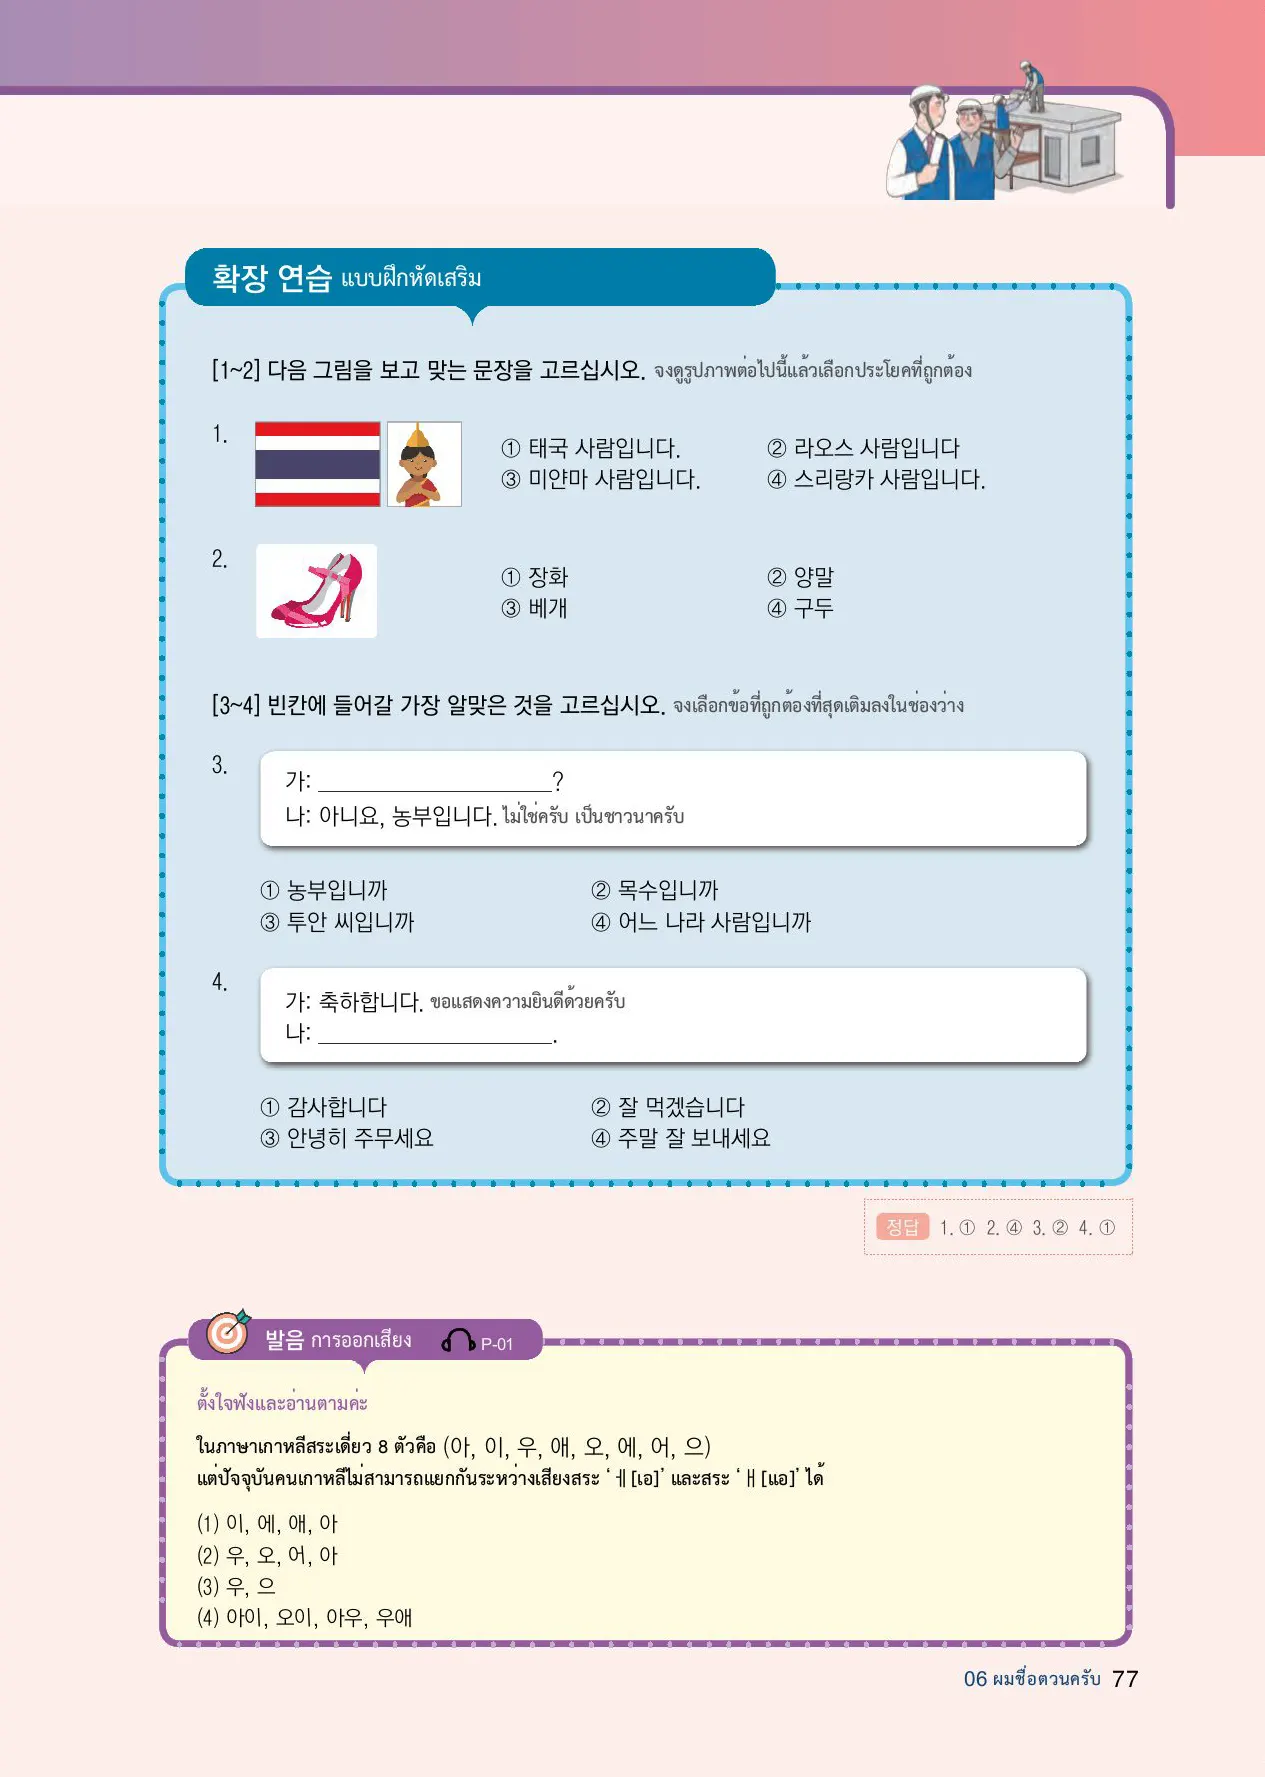 확장 연습 แบบฝึกหัดเสริม
[1~2] 다음 그림을 보고 맞는 문장을 고르십시오. จงดูรูปภาพต่อไปนี้แล้วเลือกประโยคที่ถูกต้อง
1.
① 태국 사람입니다. ② 라오스 사람입니다
③ 미얀마 사람입니다. ④ 스리랑카 사람입니다.
2.
① 장화 ② 양말
③ 베개 ④ 구두
[3~4] 빈칸에 들어갈 가장 알맞은 것을 고르십시오. จงเลือกข้อที่ถูกต้องที่สุดเติมลงในช่องว่าง
3.
가: ____________________?
나: 아니요, 농부입니다. ไม่ใช่ครับ เป็นชาวนาครับ
① 농부입니까 ② 목수입니까
③ 투안 씨입니까 ④ 어느 나라 사람입니까
4.
가: 축하합니다. ขอแสดงความยินดีด้วยครับ
나: ____________________.
① 감사합니다 ② 잘 먹겠습니다
③ 안녕히 주무세요 ④ 주말 잘 보내세요
정답 1. ① 2. ④ 3. ② 4. ①
발음 การออกเสียง P-01
ตั้งใจฟังและอ่านตามค่ะ
ในภาษาเกาหลีสระเดี่ยว 8 ตัวคือ (아, 이, 우, 애, 오, 에, 어, 으)
แต่ปัจจุบันคนเกาหลีไม่สามารถแยกกันระหว่างเสียงสระ ‘ㅔ[เอ]’ และสระ ‘ㅐ[แอ]’ ได้
(1) 이, 에, 애, 아
(2) 우, 오, 어, 아
(3) 우, 으
(4) 아이, 오이, 아우, 우애
06 ผมชื่อตวนครับ 77